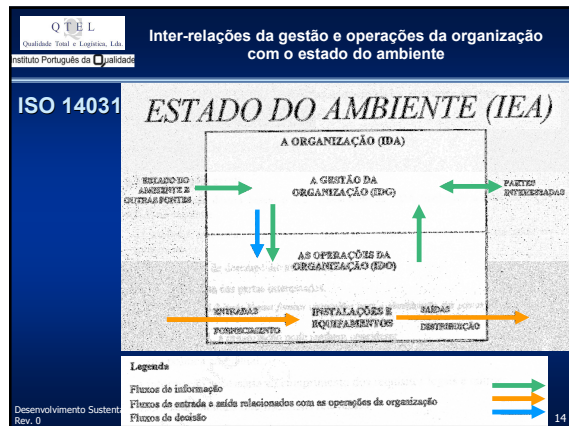 QTEL
Qualidade Total e Logística, Lda.
Instituto Português da Qualidade
Inter-relações da gestão e operações da organização
com o estado do ambiente
ISO 14031
ESTADO DO AMBIENTE (IEA)
A ORGANIZAÇÃO (IDA)
ESTADO DO
AMBIENTE E
OUTRAS FONTES
A GESTÃO DA
ORGANIZAÇÃO (IDG)
PARTES
INTERESSADAS
AS OPERAÇÕES DA
ORGANIZAÇÃO (IDO)
ENTRADAS
FORNECIMENTO
INSTALAÇÕES E
EQUIPAMENTOS
SAÍDAS
DISTRIBUIÇÃO
Legenda
Fluxos de informação
Fluxos de entrada e saída relacionados com as operações da organização
Fluxos de decisão
Desenvolvimento Sustent
Rev. 0
14